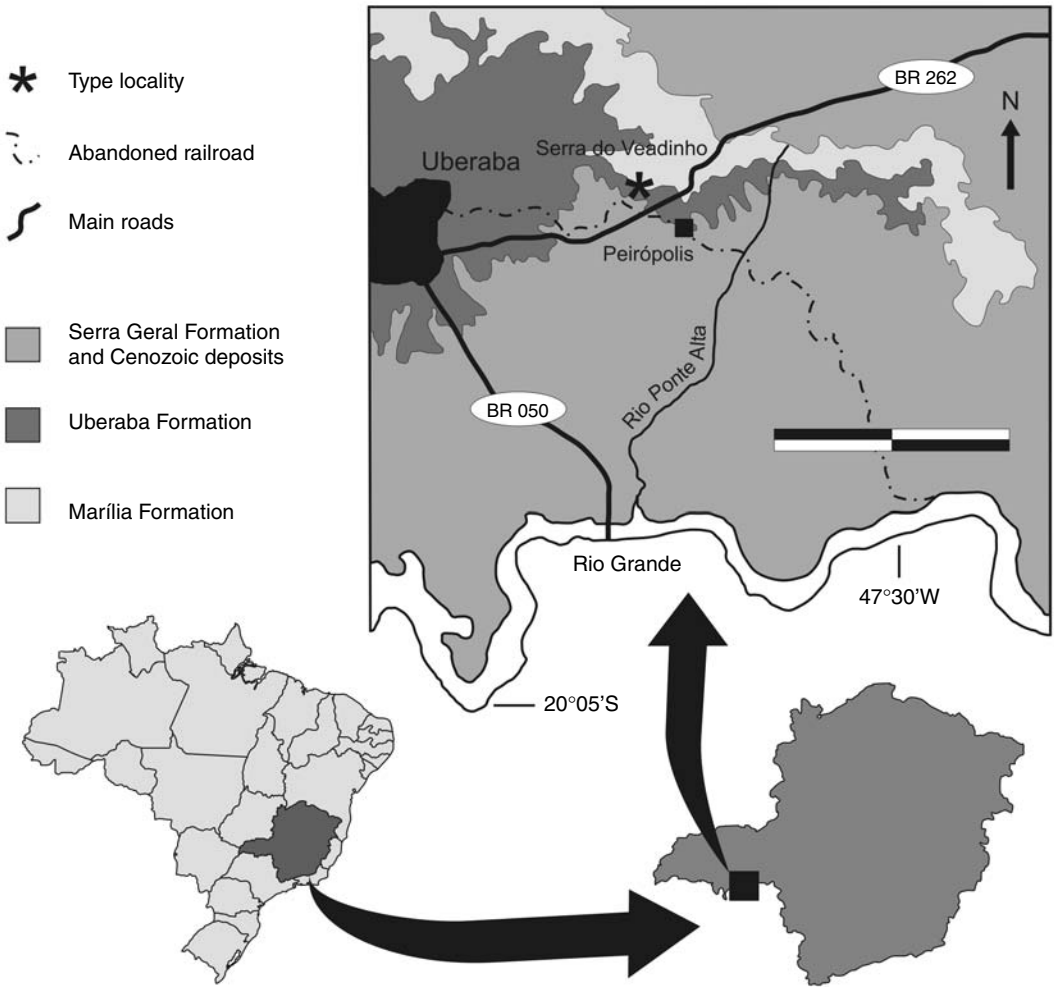 Type locality
Abandoned railroad
Main roads
Serra Geral Formation
and Cenozoic deposits
Uberaba Formation
Marília Formation
BR 262
N
Serra do Veadinho
Uberaba
Peirópolis
Rio Ponte Alta
BR 050
Rio Grande
47°30'W
20°05'S